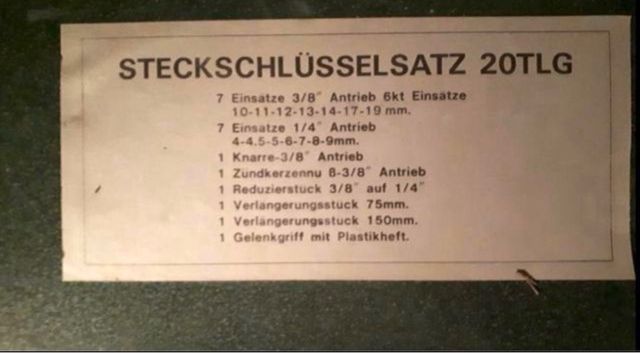 STECKSCHLÜSSELSATZ 20TLG
7 Einsatze 3/8" Antrieb 6kt Einsatze
10-11-12-13-14-17-19 mm.
7 Einsatze 1/4" Antrieb
4-4.5-5-6-7-8-9mm.
1 Knarre-3/8" Antrieb
1 Zundkerzennu 8-3/8" Antrieb
1 Reduzierstuck 3/8" auf 1/4"
1 Verlangerungsstuck 75mm.
1 Verlangerungsstuck 150mm.
1 Gelenkgriff mit Plastikheft.